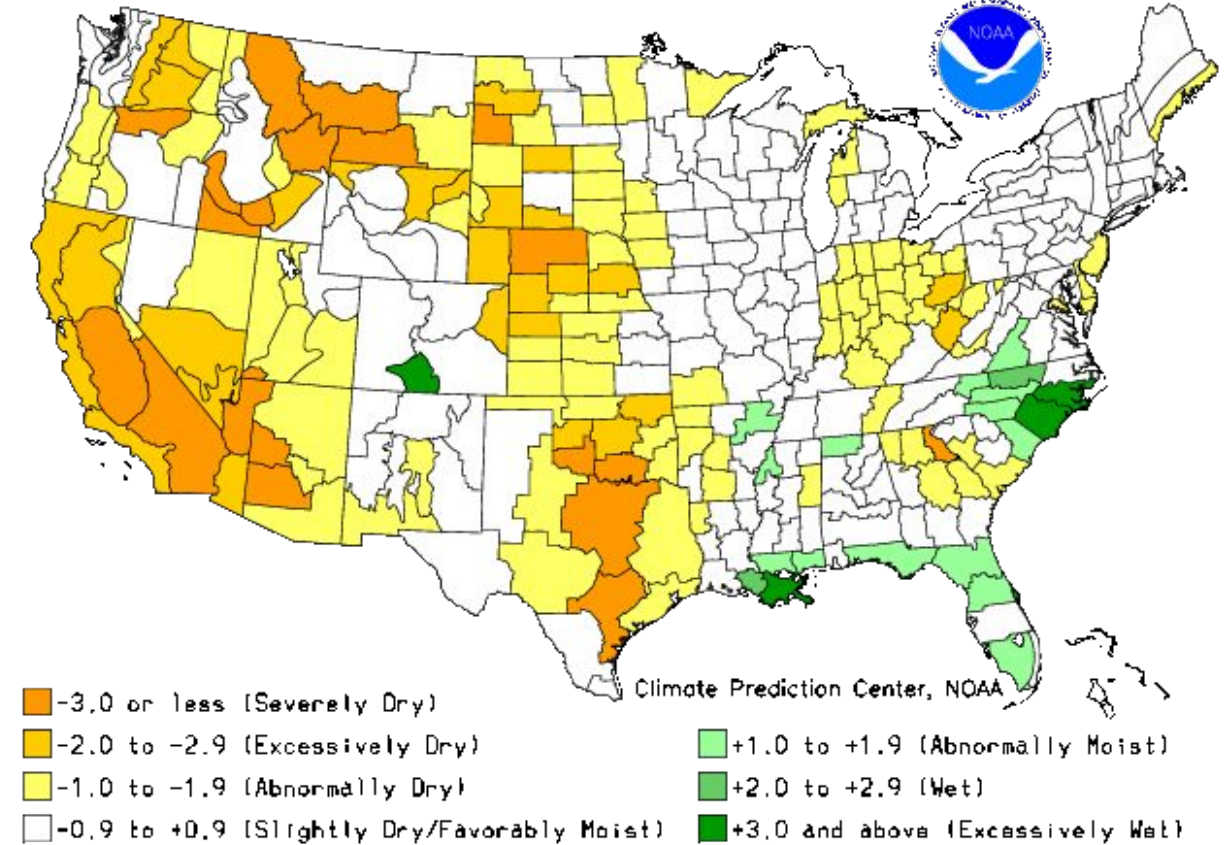 NOAA
Climate Prediction Center, NOAA
-3.0 or less (Severely Dry)
-2.0 to -2.9 (Excessively Dry)
-1.0 to -1.9 (Abnormally Dry)
-0.9 to +0.9 (Slightly Dry/Favorably Moist)
+1.0 to +1.9 (Abnormally Moist)
+2.0 to +2.9 (Wet)
+3.0 and above (Excessively Wet)